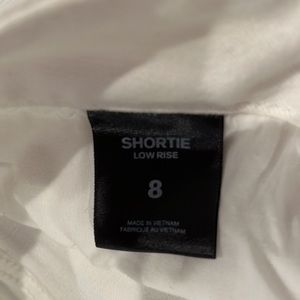 SHORTIE
LOW RISE
8
MADE IN VIETNAM
FABRIQUÉ AU VIETNAM